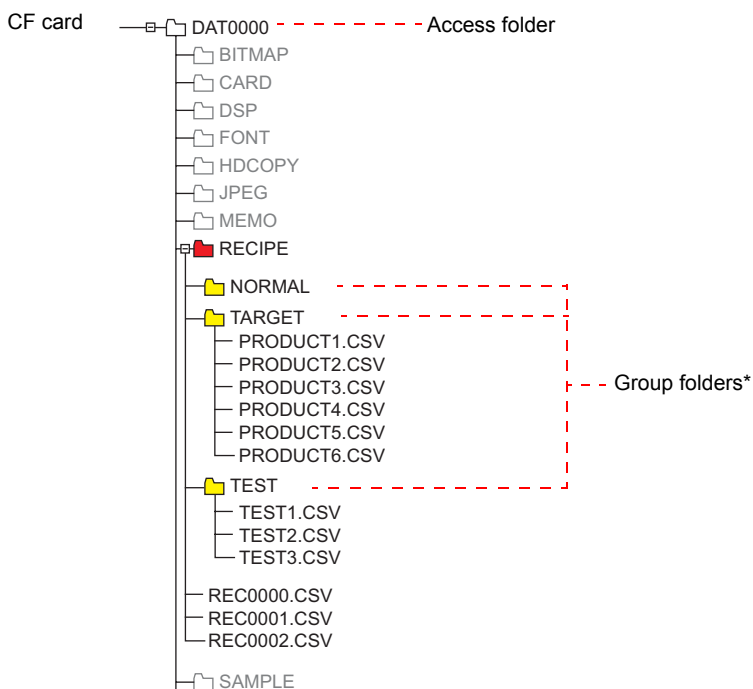 CF card DAT0000 Access folder
BITMAP
CARD
DSP
FONT
HDCOPY
JPEG
MEMO
RECIPE
NORMAL
TARGET
PRODUCT1.CSV
PRODUCT2.CSV
PRODUCT3.CSV
Group folders*
PRODUCT4.CSV
PRODUCT5.CSV
PRODUCT6.CSV
TEST
TEST1.CSV
TEST2.CSV
TEST3.CSV
REC0000.CSV
REC0001.CSV
REC0002.CSV
SAMPLE